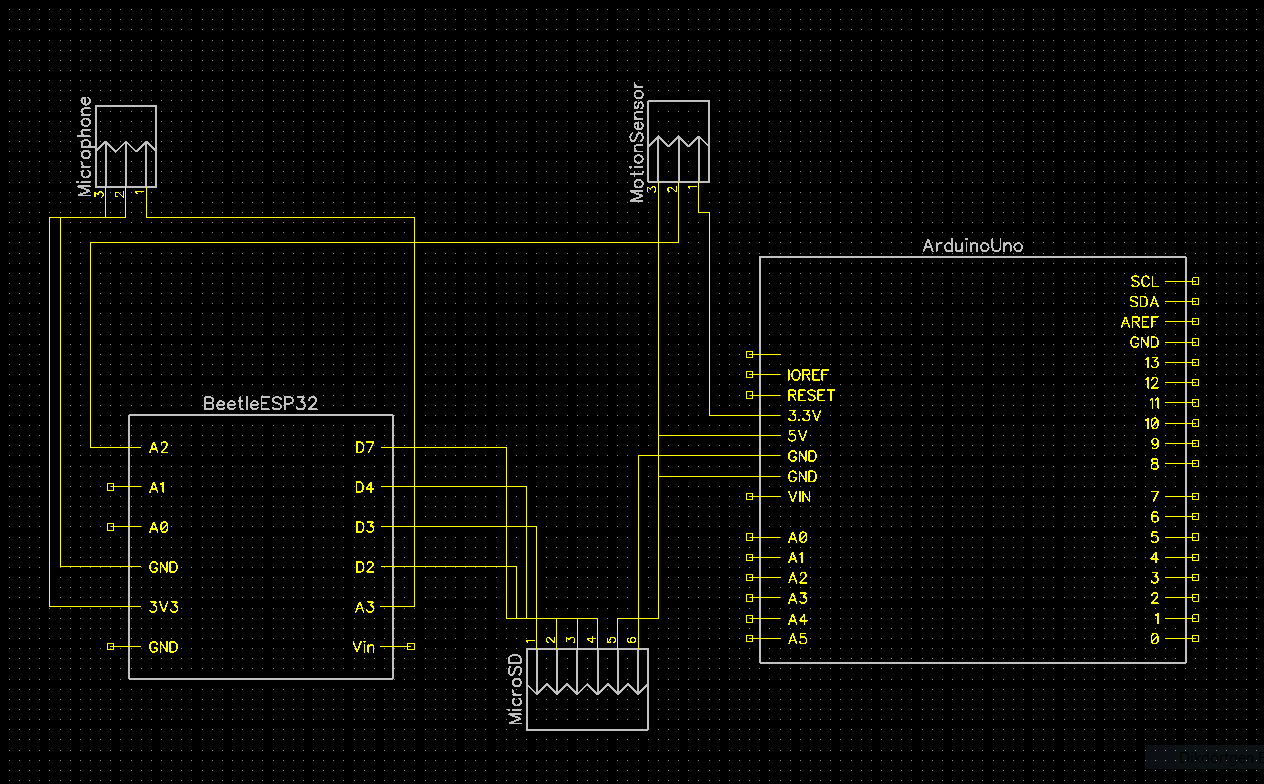 Microphone
3
2
1
MotionSensor
3
2
1
ArduinoUno
SCL
SDA
AREF
GND
13
12
11
10
9
8
7
6
5
4
3
2
1
0
IOREF
RESET
3.3V
5V
GND
GND
VIN
A0
A1
A2
A3
A4
A5
BeetleESP32
A2
A1
A0
GND
3V3
GND
D7
D4
D3
D2
A3
Vin
MicroSD
1
2
3
4
5
6